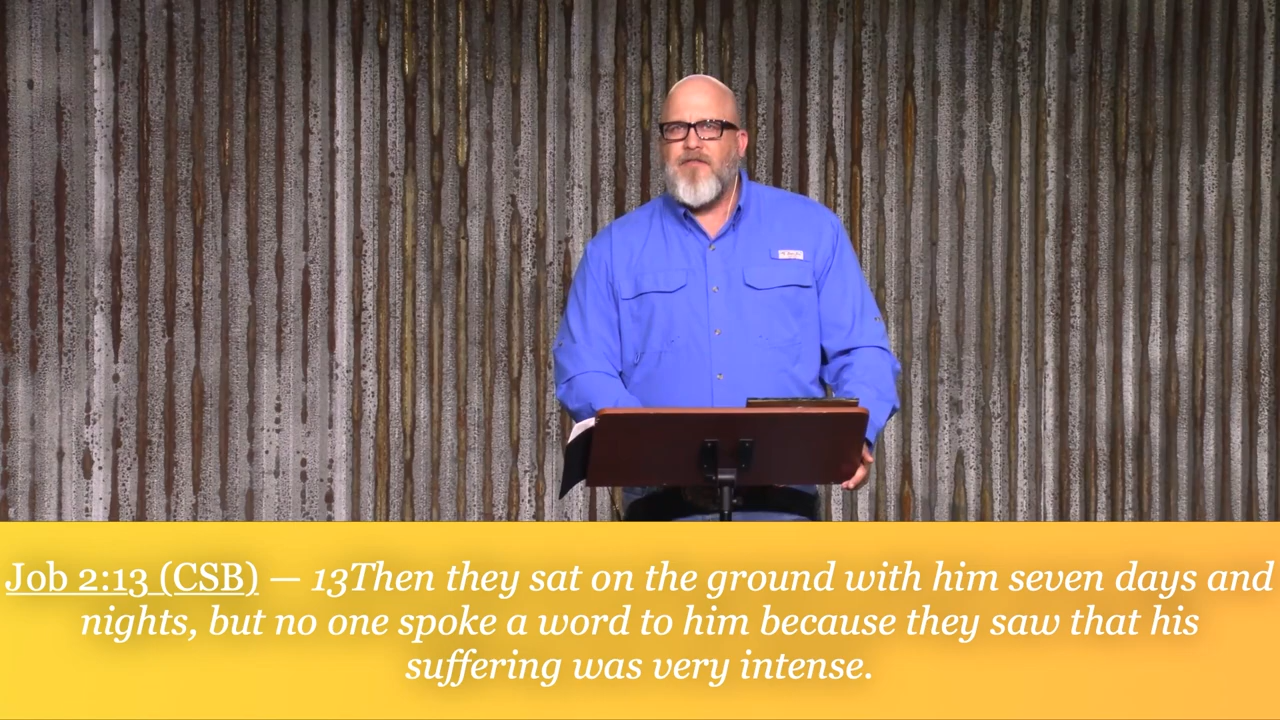 Job 2:13 (CSB) — 13Then they sat on the ground with him seven days and
nights, but no one spoke a word to him because they saw that his
suffering was very intense.